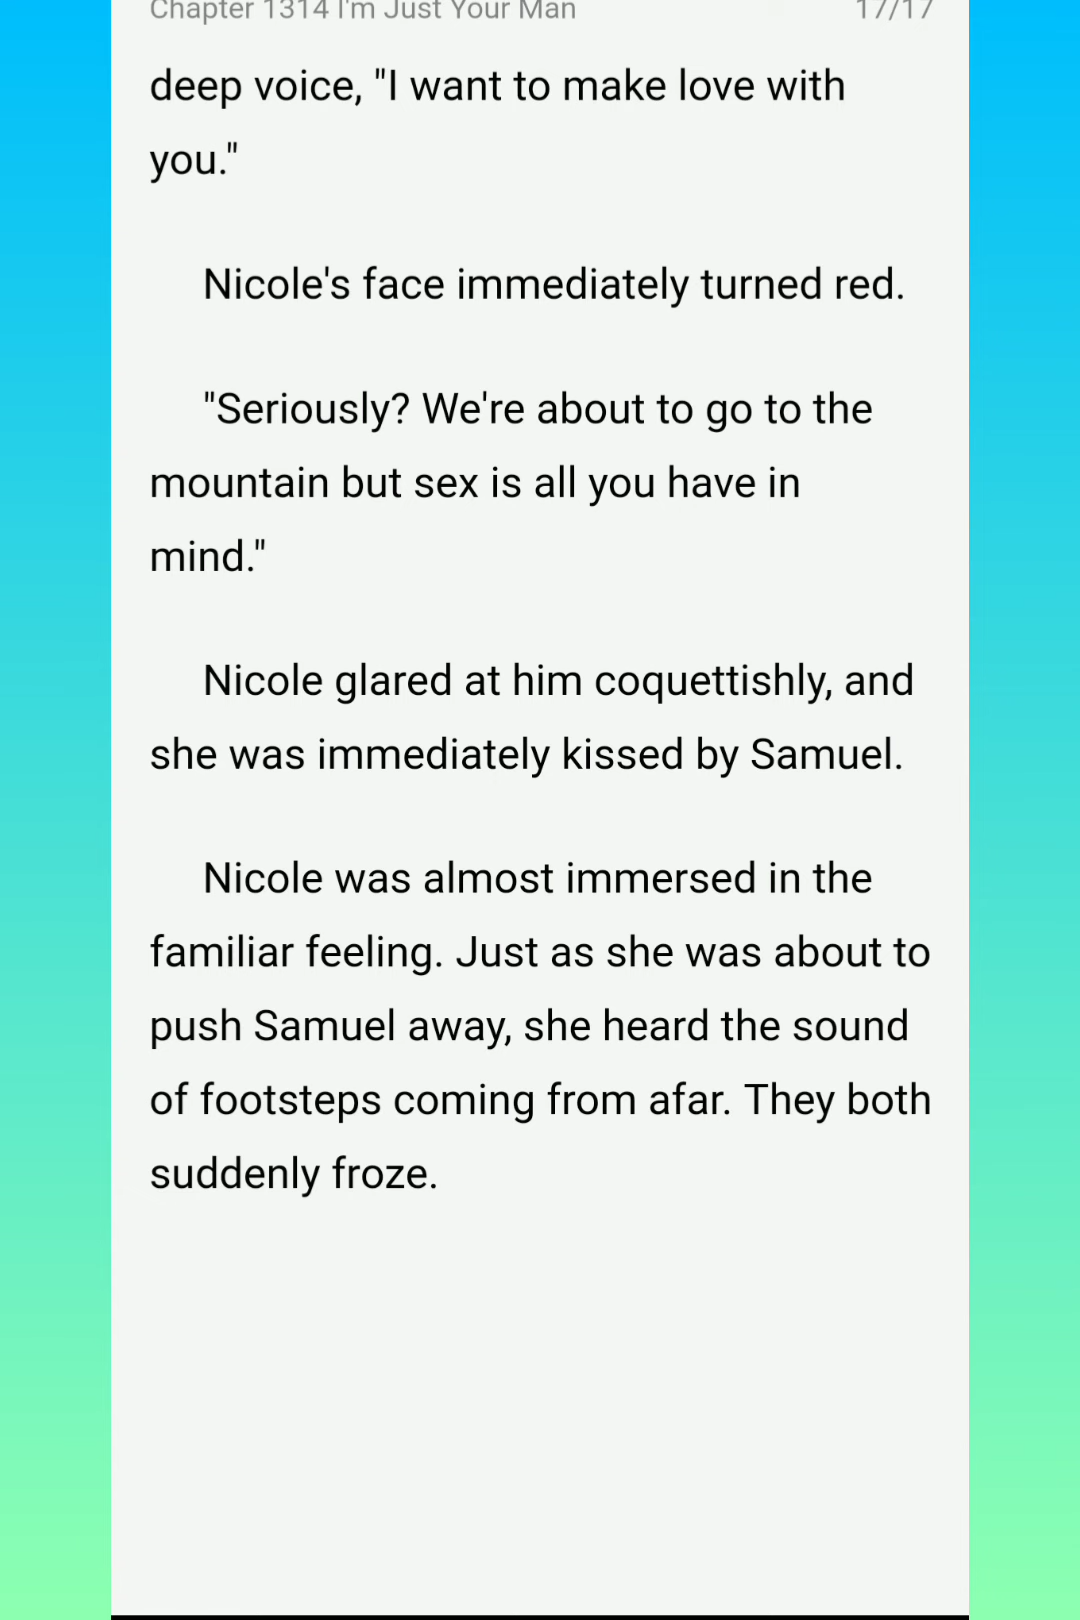 Chapter 1314 I'm Just Your Man 17/17
deep voice, "I want to make love with
you."
Nicole's face immediately turned red.
"Seriously? We're about to go to the
mountain but sex is all you have in
mind."
Nicole glared at him coquettishly, and
she was immediately kissed by Samuel.
Nicole was almost immersed in the
familiar feeling. Just as she was about to
push Samuel away, she heard the sound
of footsteps coming from afar. They both
suddenly froze.